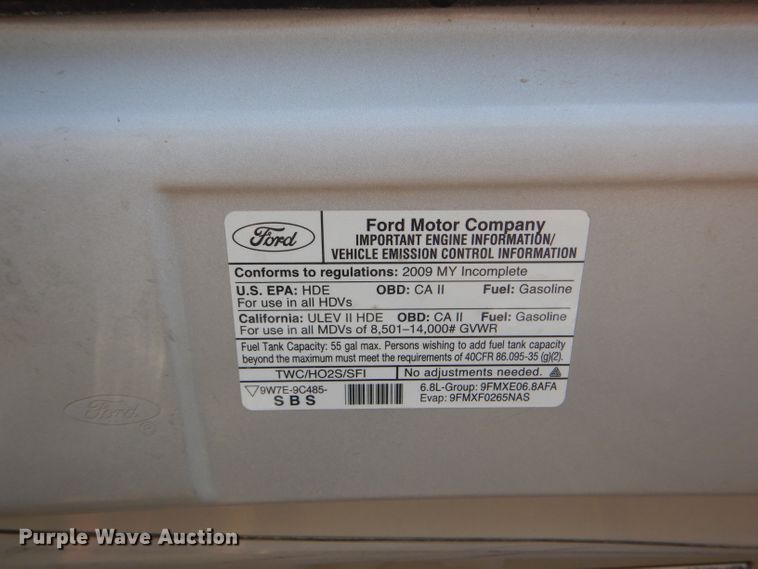 Ford
Ford Motor Company
IMPORTANT ENGINE INFORMATION/
VEHICLE EMISSION CONTROL INFORMATION
Conforms to regulations: 2009 MY Incomplete
U.S. EPA: HDE OBD: CA II Fuel: Gasoline
For use in all HDVs
California: ULEV II HDE OBD: CA II Fuel: Gasoline
For use in all MDVs of 8,501–14,000# GVWR
Fuel Tank Capacity: 55 gal max. Persons wishing to add fuel tank capacity
beyond the maximum must meet the requirements of 40CFR 86.095-35 (g)(2).
TWC/HO2S/SFI No adjustments needed.
9W7E-9C485-
SBS
6.8L-Group: 9FMXE06.8AFA
Evap: 9FMXF0265NAS
Ford
®
Purple Wave Auction